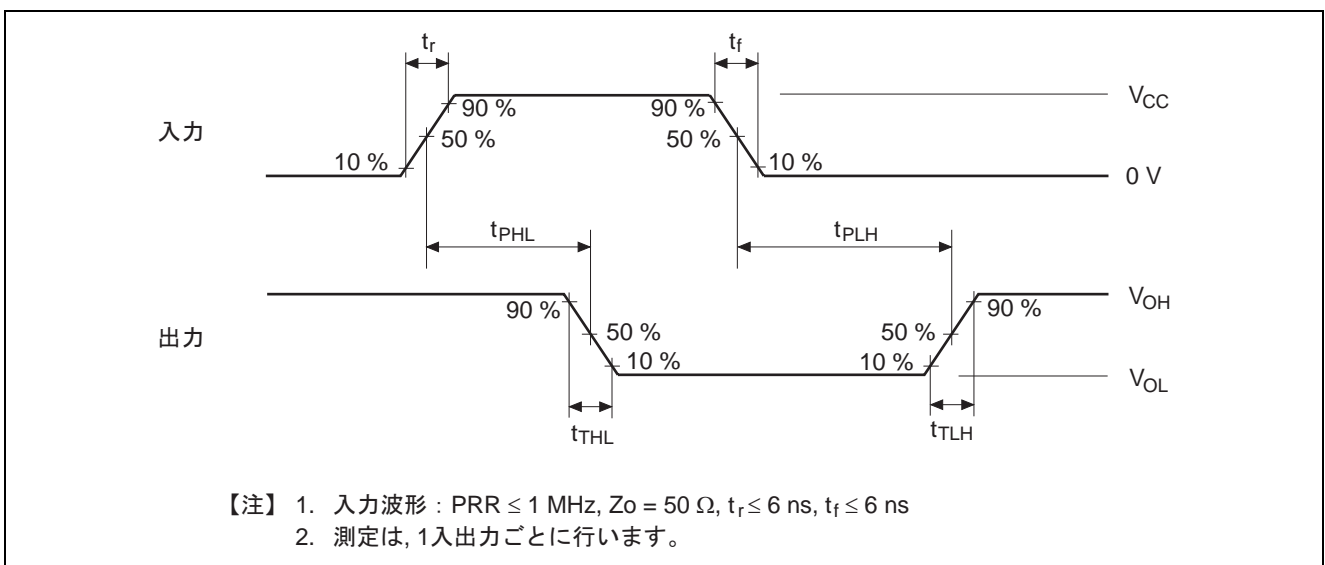 tr
tf
VCC
90 %
90 %
入力
50 %
50 %
10 %
10 %
0 V
tPHL
tPLH
VOH
90 %
90 %
出力
50 %
50 %
10 %
10 %
VOL
tTHL
tTLH
【注】 1. 入力波形：PRR ≤ 1 MHz, Zo = 50 Ω, tr ≤ 6 ns, tf ≤ 6 ns
2. 測定は, 1入出力ごとに行います。